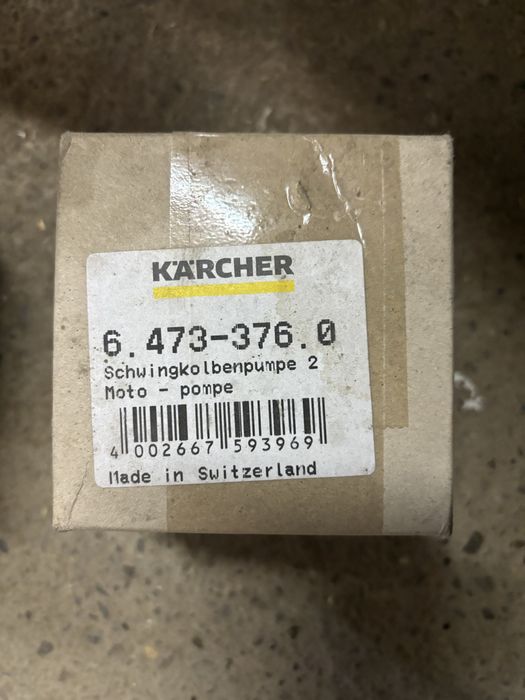 KÄRCHER
6.473-376.0
Schwingkolbenpumpe 2
Moto - pompe
4 002667 593969
Made in Switzerland